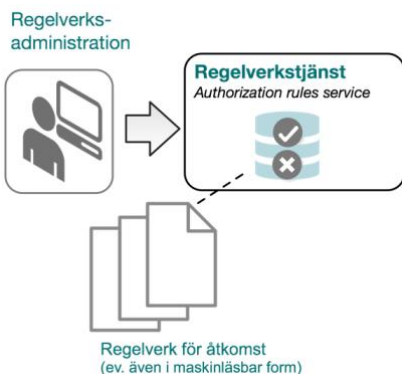 Regelverks-
administration
Regelverkstjänst
Authorization rules service
Regelverk för åtkomst
(ev. även i maskinläsbar form)